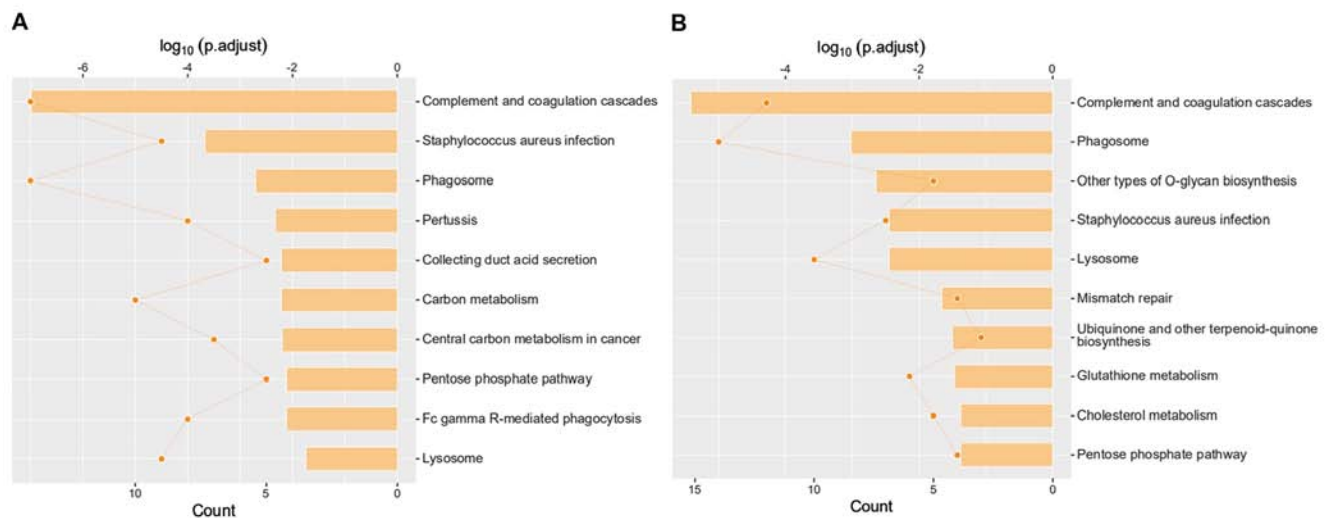 A
log10 (p.adjust)
-6 -4 -2 0
Complement and coagulation cascades
Staphylococcus aureus infection
Phagosome
Pertussis
Collecting duct acid secretion
Carbon metabolism
Central carbon metabolism in cancer
Pentose phosphate pathway
Fc gamma R-mediated phagocytosis
Lysosome
10 5 0
Count
B
log10 (p.adjust)
-4 -2 0
Complement and coagulation cascades
Phagosome
Other types of O-glycan biosynthesis
Staphylococcus aureus infection
Lysosome
Mismatch repair
Ubiquinone and other terpenoid-quinone
biosynthesis
Glutathione metabolism
Cholesterol metabolism
Pentose phosphate pathway
15 10 5 0
Count